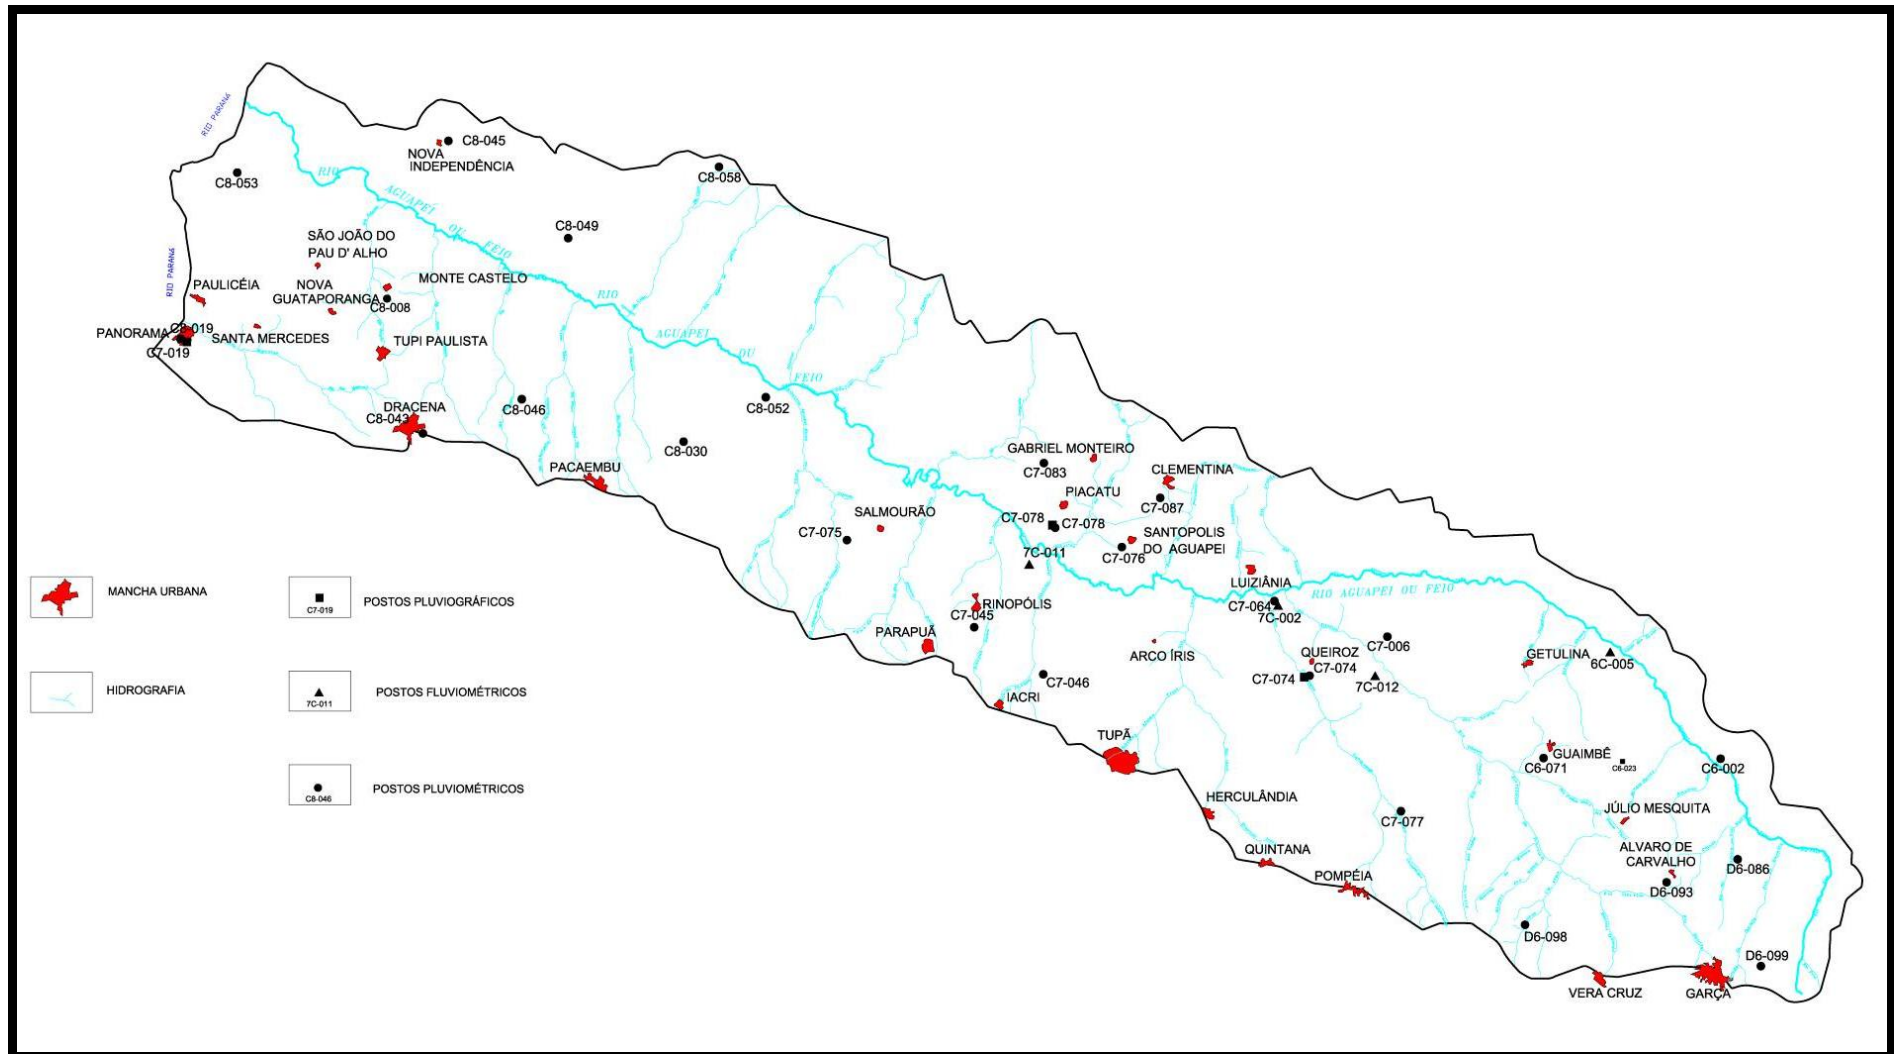 RIO PARANÁ
C8-045
NOVA
INDEPENDÊNCIA
C8-053
C8-058
RIO
AGUAPEÍ
OU
FEIO
C8-049
SÃO JOÃO DO
PAU D' ALHO
RIO PARANÁ
PAULICÉIA
NOVA
GUATAPORANGA
MONTE CASTELO
C8-008
RIO
AGUAPEI
OU
FEIO
PANORAMA
C8-019
C7-019
SANTA MERCEDES
TUPI PAULISTA
DRACENA
C8-043
C8-046
C8-052
C8-030
PACAEMBU
GABRIEL MONTEIRO
C7-083
CLEMENTINA
C7-087
PIACATU
SALMOURÃO
C7-075
C7-078
C7-078
SANTOPOLIS
DO AGUAPEI
C7-076
7C-011
LUIZIÂNIA
RIO AGUAPEI OU FEIO
C7-064
7C-002
RINOPÓLIS
C7-045
PARAPUÃ
C7-006
ARCO ÍRIS
QUEIROZ
C7-074
C7-074
7C-012
GETULINA
6C-005
C7-046
IACRI
TUPÃ
GUAIMBÊ
C6-071
C6-023
C6-002
HERCULÂNDIA
C7-077
JÚLIO MESQUITA
QUINTANA
ALVARO DE
CARVALHO
D6-086
D6-093
POMPÉIA
D6-098
D6-099
VERA CRUZ
GARÇA
MANCHA URBANA
C7-019
POSTOS PLUVIOGRÁFICOS
HIDROGRAFIA
7C-011
POSTOS FLUVIOMÉTRICOS
C8-046
POSTOS PLUVIOMÉTRICOS